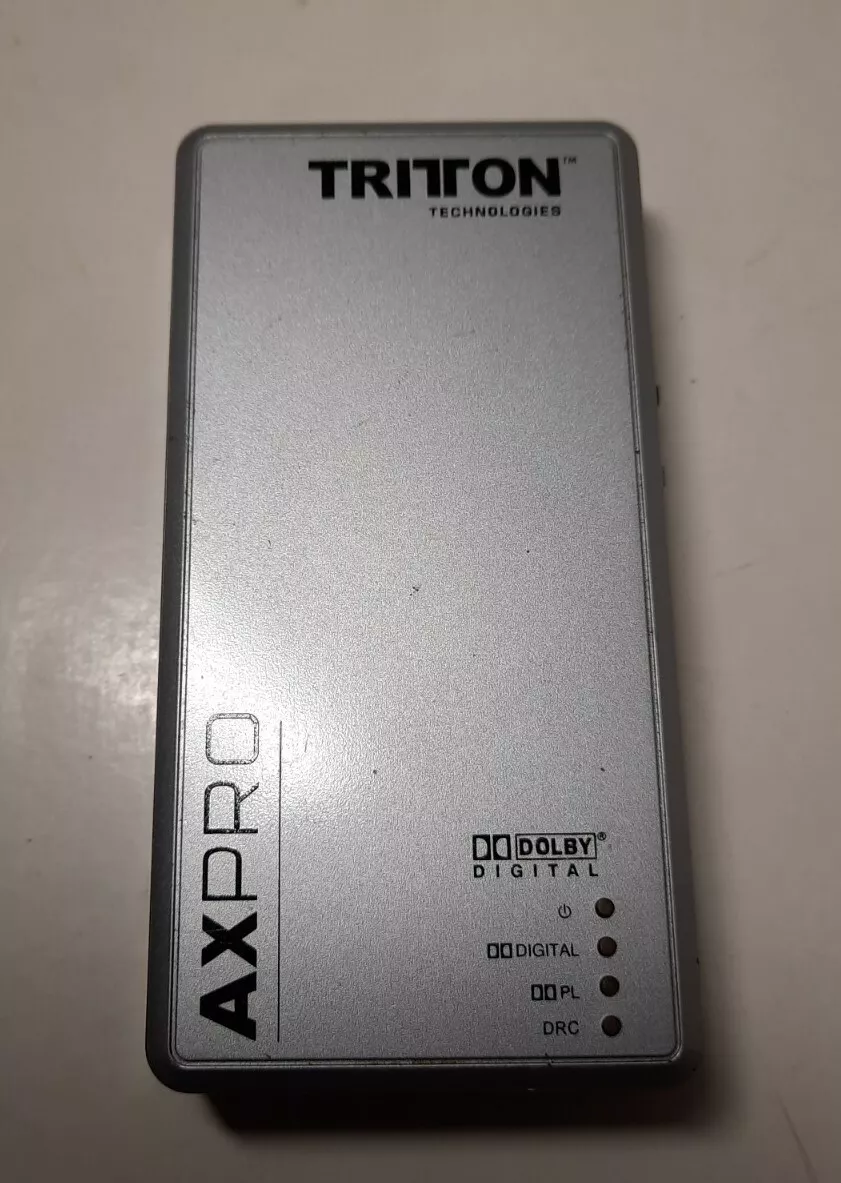 TRITTON™
TECHNOLOGIES
AXPRO
DOLBY®
DIGITAL
DIGITAL
PL
DRC